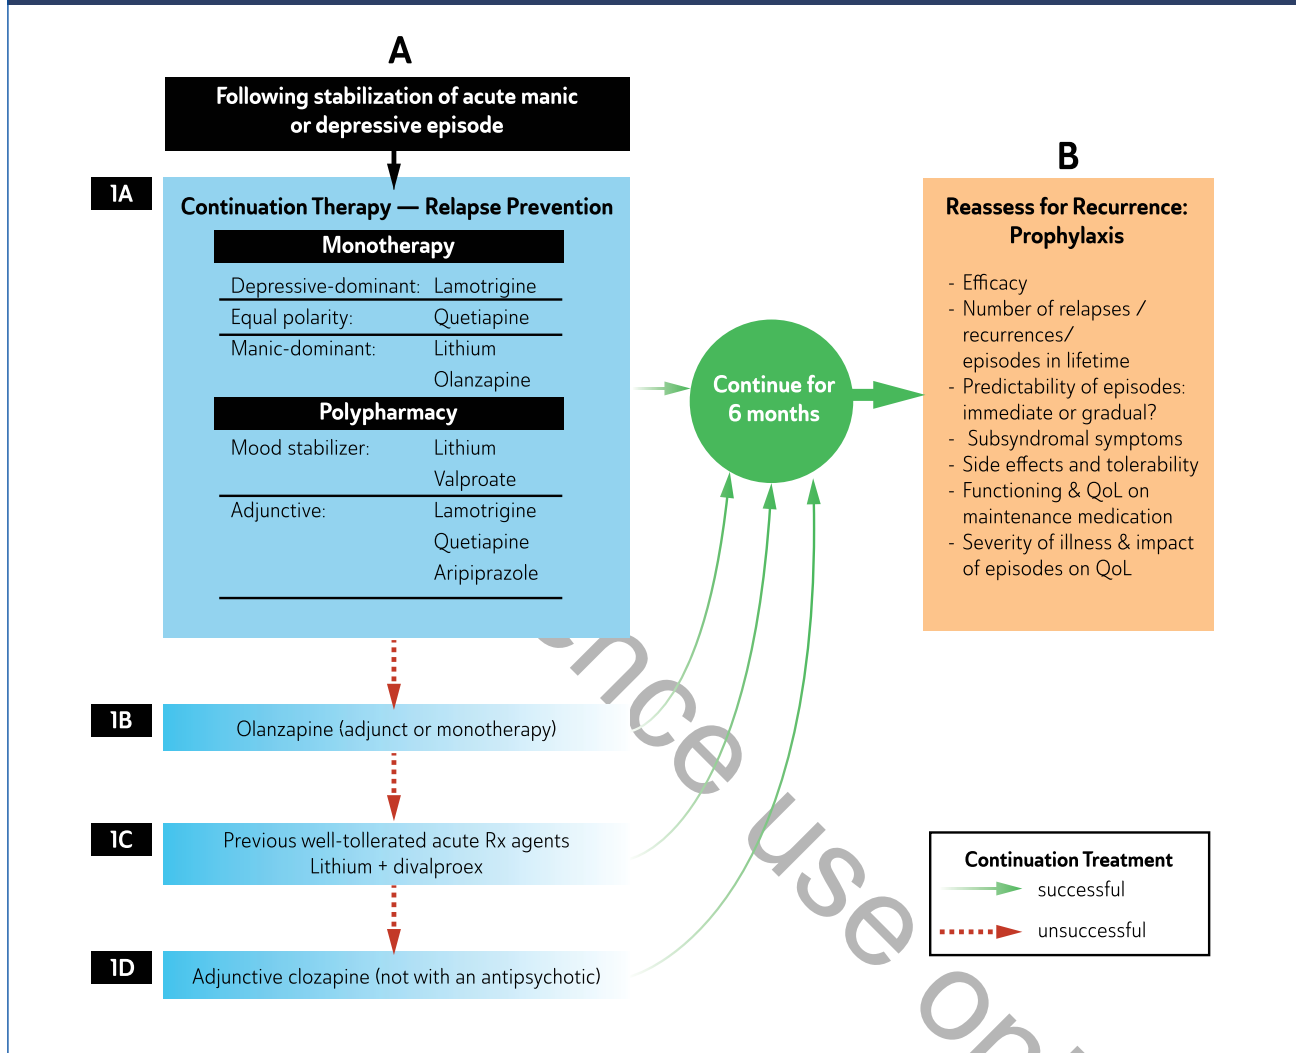 A
Following stabilization of acute manic
or depressive episode
1A
Continuation Therapy — Relapse Prevention
Monotherapy
Depressive-dominant: Lamotrigine
Equal polarity: Quetiapine
Manic-dominant: Lithium
Olanzapine
Polypharmacy
Mood stabilizer: Lithium
Valproate
Adjunctive: Lamotrigine
Quetiapine
Aripiprazole
1B
Olanzapine (adjunct or monotherapy)
1C
Previous well-tollerated acute Rx agents
Lithium + divalproex
1D
Adjunctive clozapine (not with an antipsychotic)
Continue for
6 months
B
Reassess for Recurrence:
Prophylaxis
- Efficacy
- Number of relapses /
recurrences/
episodes in lifetime
- Predictability of episodes:
immediate or gradual?
- Subsyndromal symptoms
- Side effects and tolerability
- Functioning & QoL on
maintenance medication
- Severity of illness & impact
of episodes on QoL
Continuation Treatment
successful
unsuccessful
use